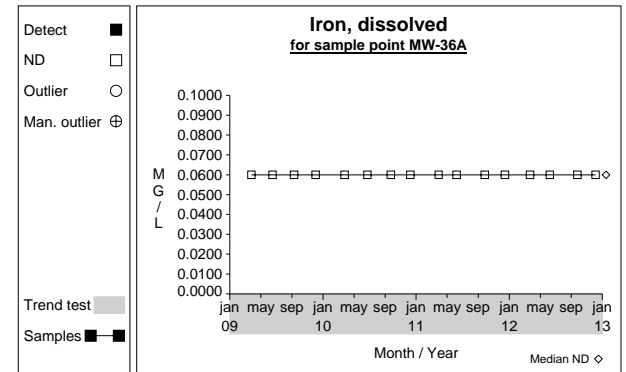 Detect
ND
Outlier
Man. outlier
Trend test
Samples
Iron, dissolved
for sample point MW-36A
MG/L
0.1000
0.0900
0.0800
0.0700
0.0600
0.0500
0.0400
0.0300
0.0200
0.0100
0.0000
jan may sep jan may sep jan may sep jan may sep jan
09 10 11 12 13
Month / Year
Median ND